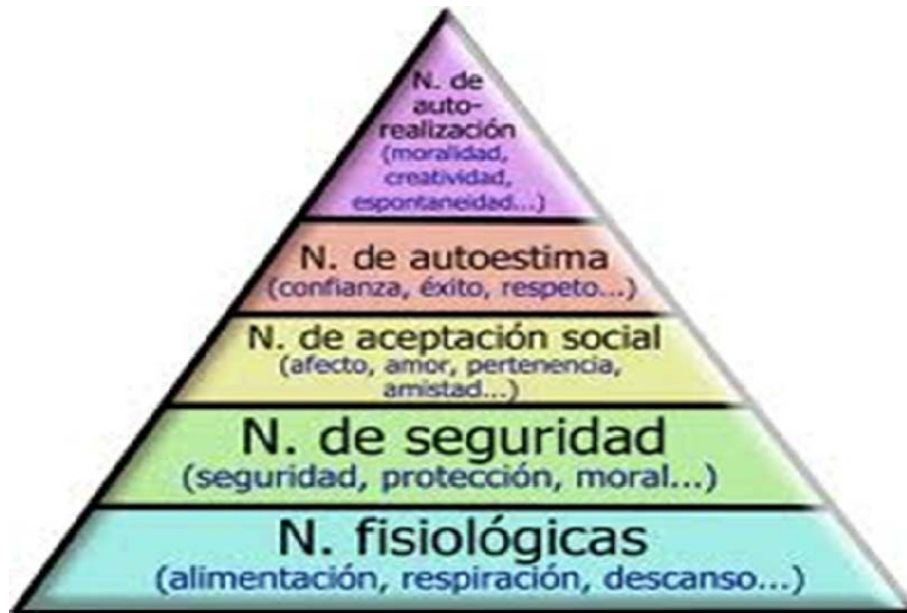 N. de
auto-
realización
(moralidad,
creatividad,
espontaneidad...)
N. de autoestima
(confianza, éxito, respeto...)
N. de aceptación social
(afecto, amor, pertenencia,
amistad...)
N. de seguridad
(seguridad, protección, moral...)
N. fisiológicas
(alimentación, respiración, descanso...)